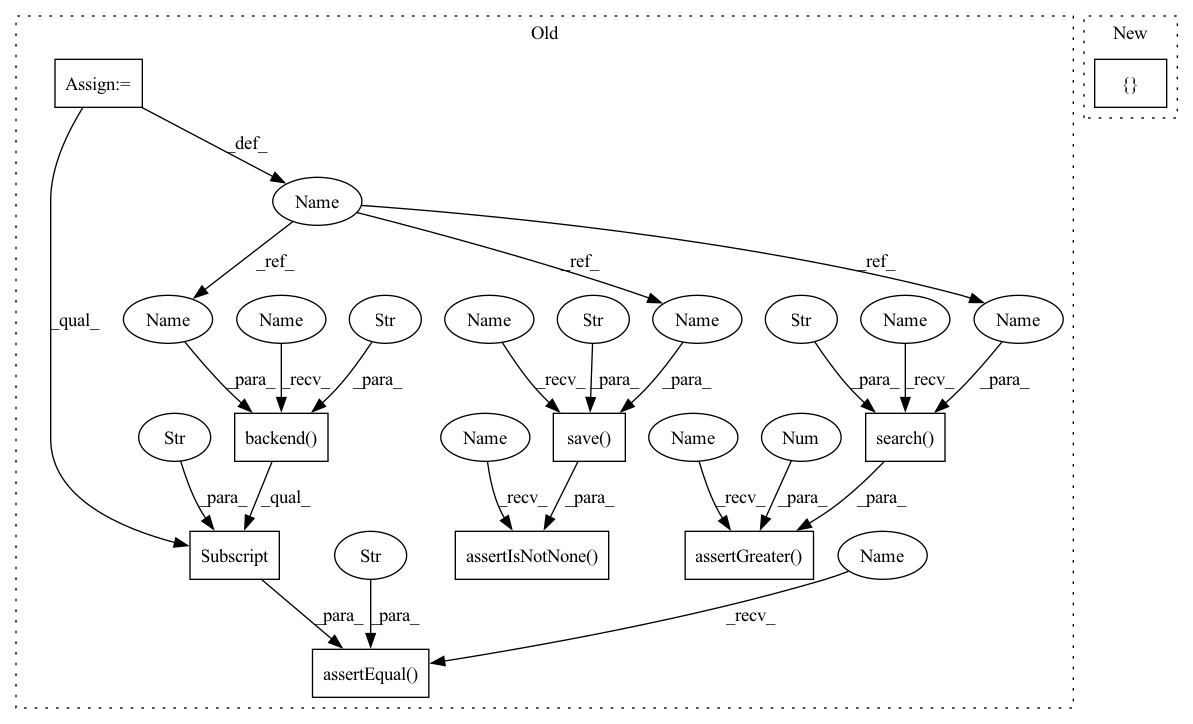 Old
New
Assign:=
{}
_def_
Name
_ref_
_ref_
_ref_
_qual_
Name
Name
Str
Name
Str
Name
Str
Name
Name
_para_
_recv_
_para_
_recv_
_para_
_para_
_para_
_recv_
_para_
Str
backend()
Name
save()
Name
Num
search()
_para_
_qual_
_recv_
_para_
_recv_
_para_
_para_
Subscript
Str
assertIsNotNone()
assertGreater()
Name
_para_
_para_
_recv_
assertEqual()